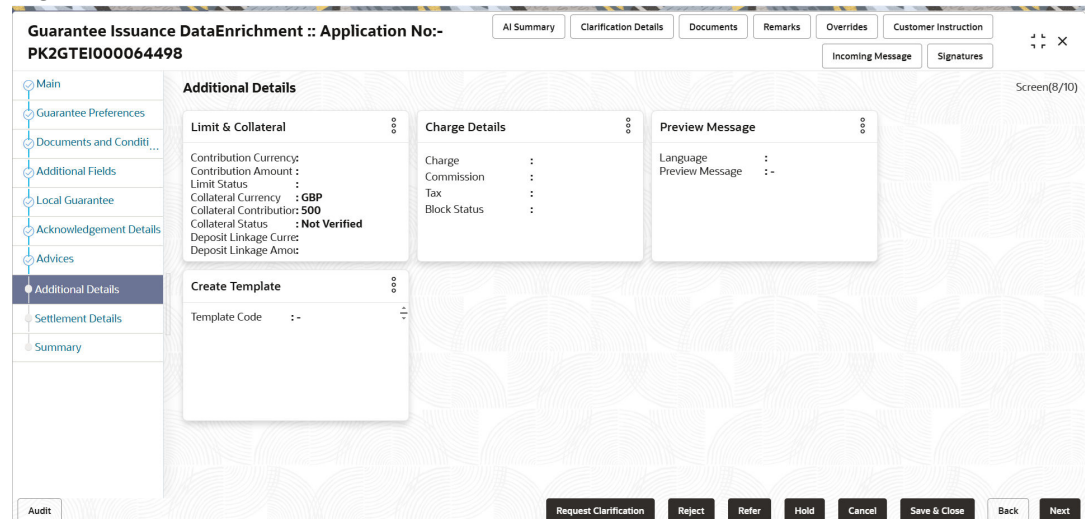 Guarantee Issuance DataEnrichment :: Application No:-
PK2GTEI000064498
AI Summary
Clarification Details
Documents
Remarks
Overrides
Customer Instruction
Incoming Message
Signatures
Main
Guarantee Preferences
Documents and Conditi...
Additional Fields
Local Guarantee
Acknowledgement Details
Advices
Additional Details
Settlement Details
Summary
Additional Details
Screen(8/10)
Limit & Collateral
Contribution Currency:
Contribution Amount :
Limit Status :
Collateral Currency : GBP
Collateral Contribution: 500
Collateral Status : Not Verified
Deposit Linkage Curre:
Deposit Linkage Amou:
Charge Details
Charge :
Commission :
Tax :
Block Status :
Preview Message
Language :
Preview Message : -
Create Template
Template Code : -
Audit
Request Clarification
Reject
Refer
Hold
Cancel
Save & Close
Back
Next